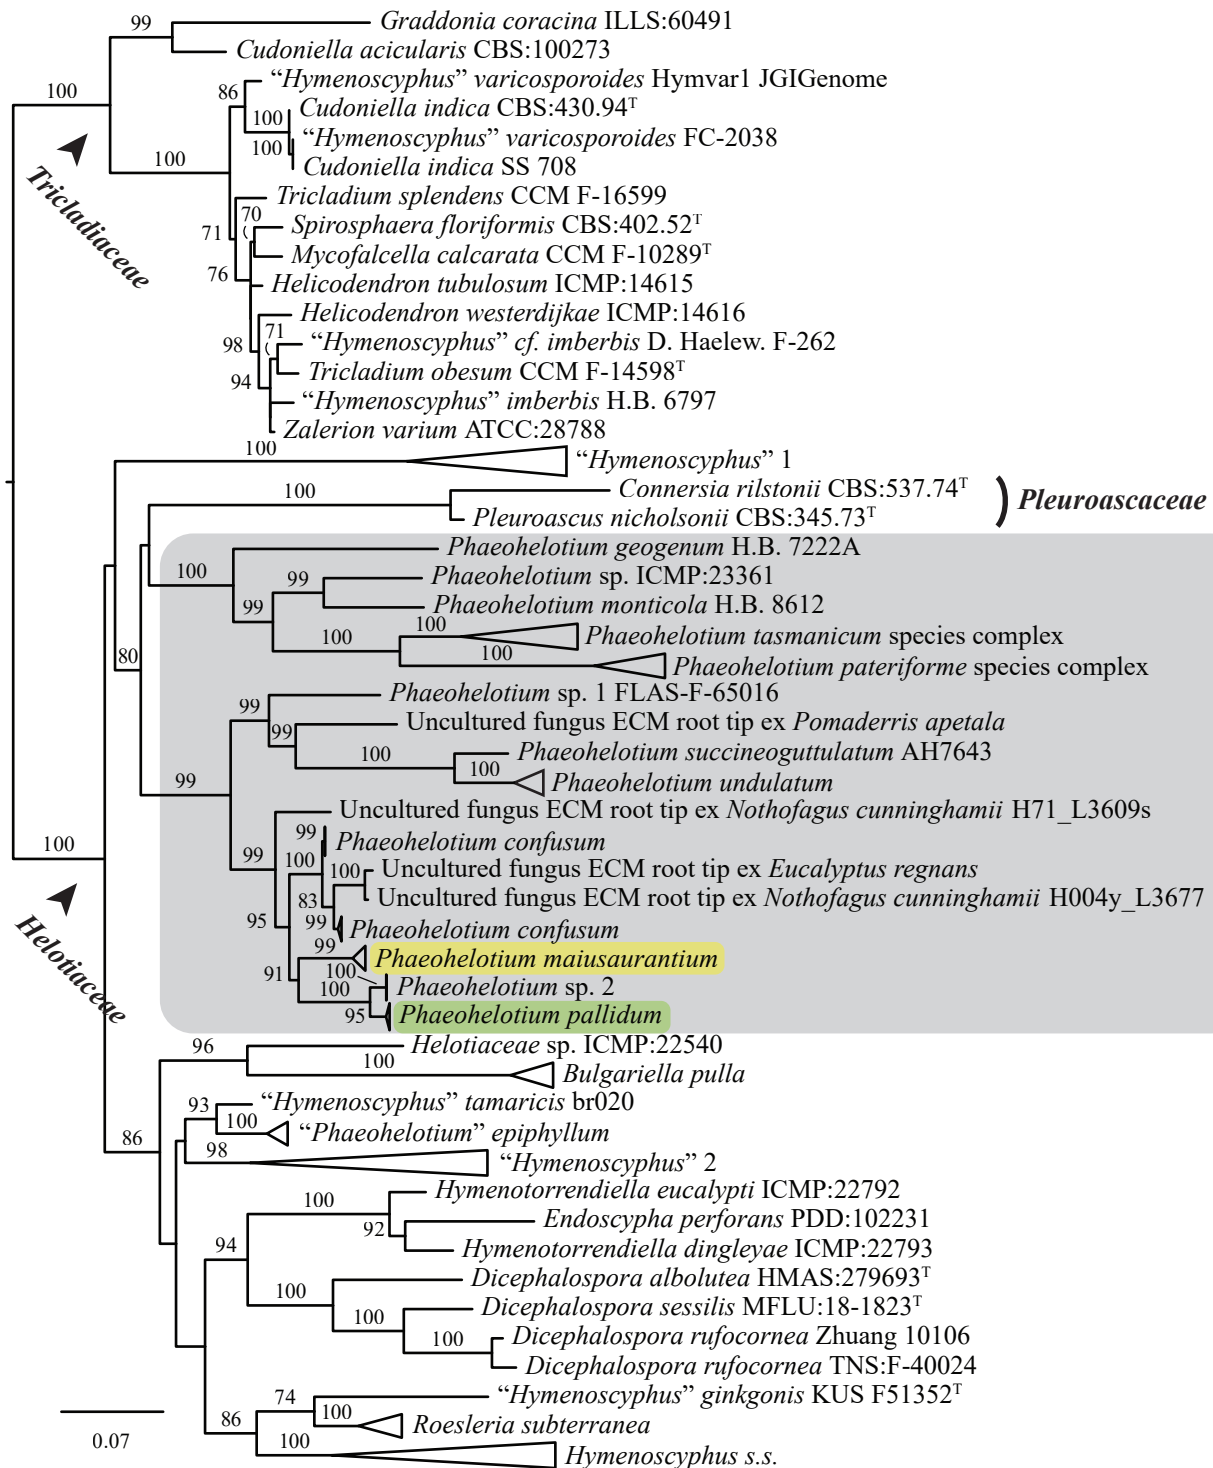 99
Graddonia coracina ILLS:60491
Cudoniella acicularis CBS:100273
100
86
“Hymenoscyphus” varicosporoides Hymvar1 JGIGenome
100
Cudoniella indica CBS:430.94T
100
“Hymenoscyphus” varicosporoides FC-2038
100
Cudoniella indica SS 708
Tricladiaceae
Tricladium splendens CCM F-16599
71
70
Spirosphaera floriformis CBS:402.52T
Mycofalcella calcarata CCM F-10289T
76
Helicodendron tubulosum ICMP:14615
Helicodendron westerdijkae ICMP:14616
98
71
“Hymenoscyphus” cf. imberbis D. Haelew. F-262
94
Tricladium obesum CCM F-14598T
“Hymenoscyphus” imberbis H.B. 6797
Zalerion varium ATCC:28788
100
“Hymenoscyphus” 1
100
Connersia rilstonii CBS:537.74T
Pleuroascus nicholsonii CBS:345.73T
Pleuroascaceae
Phaeohelotium geogenum H.B. 7222A
100
99
Phaeohelotium sp. ICMP:23361
99
Phaeohelotium monticola H.B. 8612
100
100
Phaeohelotium tasmanicum species complex
80
100
Phaeohelotium pateriforme species complex
99
Phaeohelotium sp. 1 FLAS-F-65016
99
Uncultured fungus ECM root tip ex Pomaderris apetala
100
Phaeohelotium succineoguttulatum AH7643
99
100
Phaeohelotium undulatum
Uncultured fungus ECM root tip ex Nothofagus cunninghamii H71_L3609s
100
99
99
Phaeohelotium confusum
100
100
Uncultured fungus ECM root tip ex Eucalyptus regnans
83
Uncultured fungus ECM root tip ex Nothofagus cunninghamii H004y_L3677
95
99
Phaeohelotium confusum
Helotiaceae
99
Phaeohelotium maiusaurantium
91
100
100
Phaeohelotium sp. 2
95
Phaeohelotium pallidum
96
Helotiaceae sp. ICMP:22540
100
Bulgariella pulla
93
“Hymenoscyphus” tamaricis br020
86
100
“Phaeohelotium” epiphyllum
98
“Hymenoscyphus” 2
100
Hymenotorrendiella eucalypti ICMP:22792
92
Endoscypha perforans PDD:102231
94
Hymenotorrendiella dingleyae ICMP:22793
100
Dicephalospora albolutea HMAS:279693T
100
Dicephalospora sessilis MFLU:18-1823T
100
Dicephalospora rufocornea Zhuang 10106
Dicephalospora rufocornea TNS:F-40024
74
“Hymenoscyphus” ginkgonis KUS F51352T
86
100
Roesleria subterranea
0.07
100
Hymenoscyphus s.s.